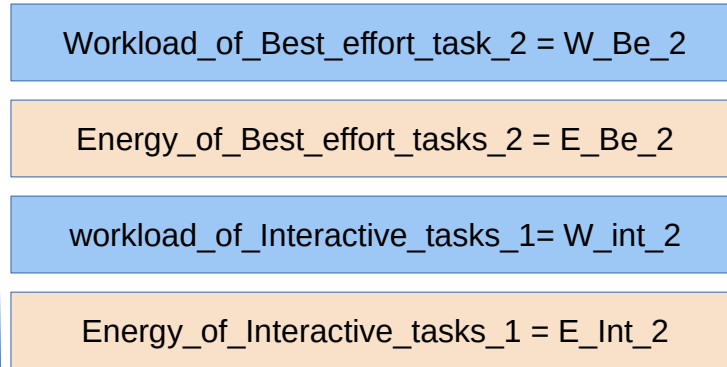 Workload_of_Best_effort_task_2 = W_Be_2
Energy_of_Best_effort_tasks_2 = E_Be_2
workload_of_Interactive_tasks_1= W_int_2
Energy_of_Interactive_tasks_1 = E_Int_2